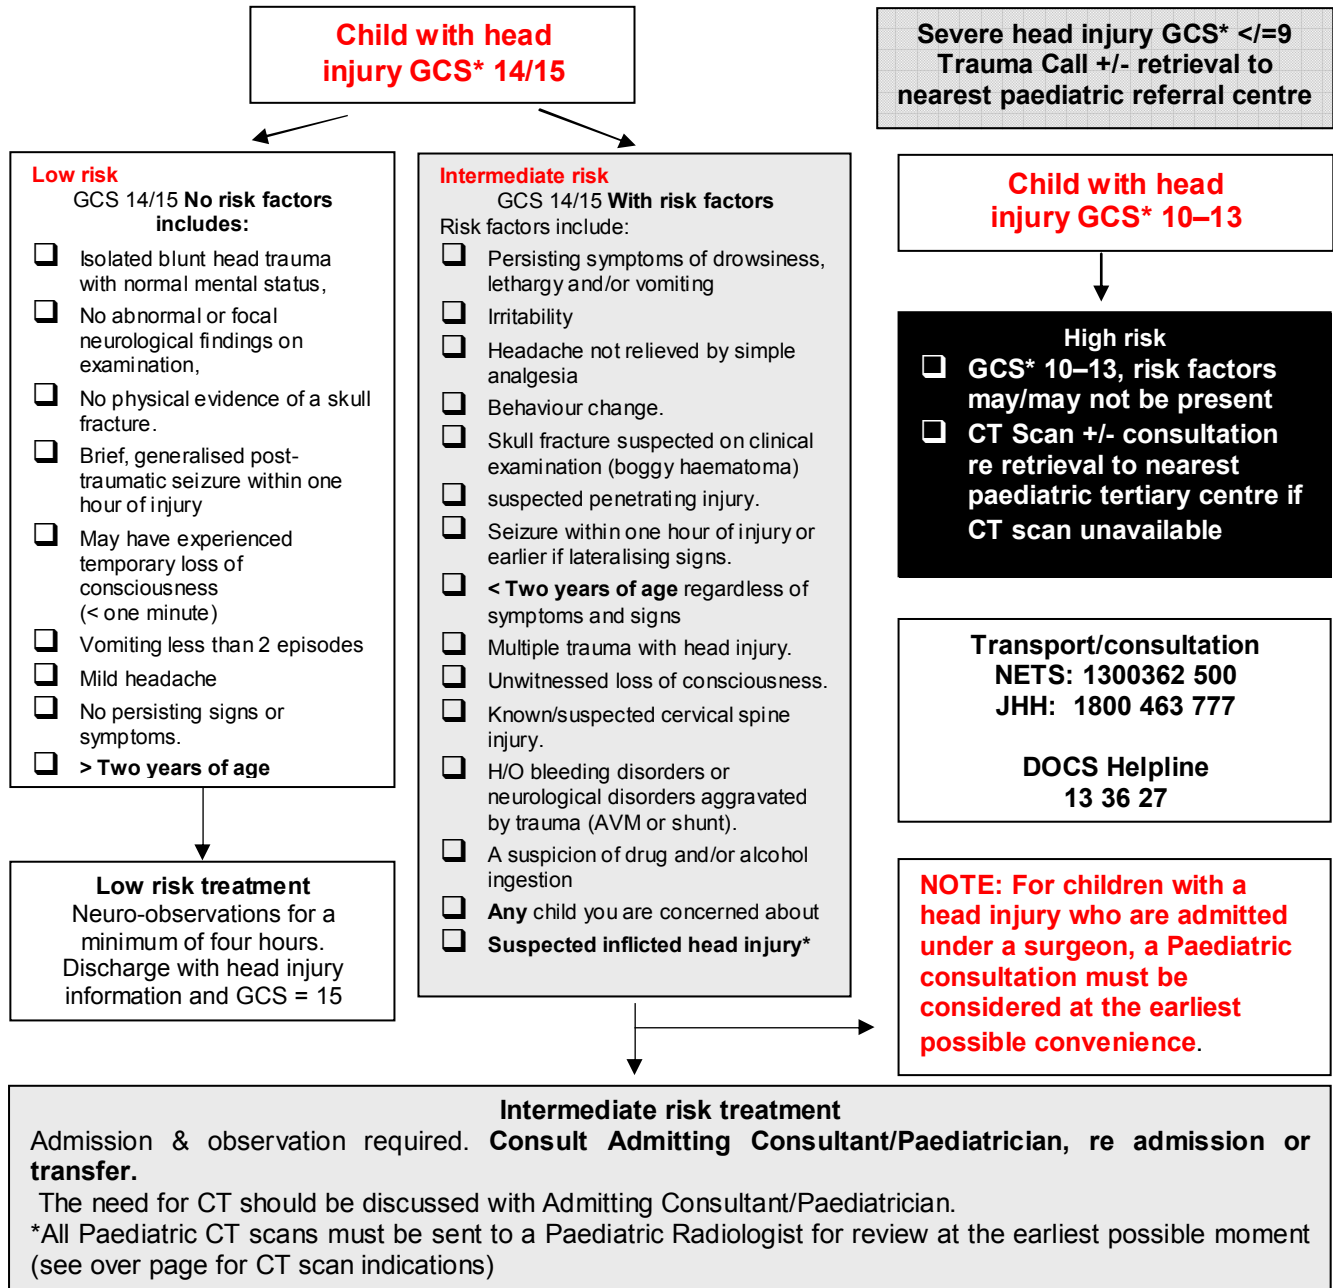 Child with head
injury GCS* 14/15
Severe head injury GCS* </=9
Trauma Call +/- retrieval to
nearest paediatric referral centre
Low risk
GCS 14/15 No risk factors
includes:
❑ Isolated blunt head trauma
with normal mental status,
❑ No abnormal or focal
neurological findings on
examination,
❑ No physical evidence of a skull
fracture.
❑ Brief, generalised post-
traumatic seizure within one
hour of injury
❑ May have experienced
temporary loss of
consciousness
(< one minute)
❑ Vomiting less than 2 episodes
❑ Mild headache
❑ No persisting signs or
symptoms.
❑ > Two years of age
Intermediate risk
GCS 14/15 With risk factors
Risk factors include:
❑ Persisting symptoms of drowsiness,
lethargy and/or vomiting
❑ Irritability
❑ Headache not relieved by simple
analgesia
❑ Behaviour change.
❑ Skull fracture suspected on clinical
examination (boggy haematoma)
❑ suspected penetrating injury.
❑ Seizure within one hour of injury or
earlier if lateralising signs.
❑ < Two years of age regardless of
symptoms and signs
❑ Multiple trauma with head injury.
❑ Unwitnessed loss of consciousness.
❑ Known/suspected cervical spine
injury.
❑ H/O bleeding disorders or
neurological disorders aggravated
by trauma (AVM or shunt).
❑ A suspicion of drug and/or alcohol
ingestion
❑ Any child you are concerned about
❑ Suspected inflicted head injury*
Child with head
injury GCS* 10–13
High risk
❑ GCS* 10–13, risk factors
may/may not be present
❑ CT Scan +/- consultation
re retrieval to nearest
paediatric tertiary centre if
CT scan unavailable
Transport/consultation
NETS: 1300362 500
JHH: 1800 463 777
DOCS Helpline
13 36 27
Low risk treatment
Neuro-observations for a
minimum of four hours.
Discharge with head injury
information and GCS = 15
NOTE: For children with a
head injury who are admitted
under a surgeon, a Paediatric
consultation must be
considered at the earliest
possible convenience.
Intermediate risk treatment
Admission & observation required. Consult Admitting Consultant/Paediatrician, re admission or
transfer.
The need for CT should be discussed with Admitting Consultant/Paediatrician.
*All Paediatric CT scans must be sent to a Paediatric Radiologist for review at the earliest possible moment
(see over page for CT scan indications)